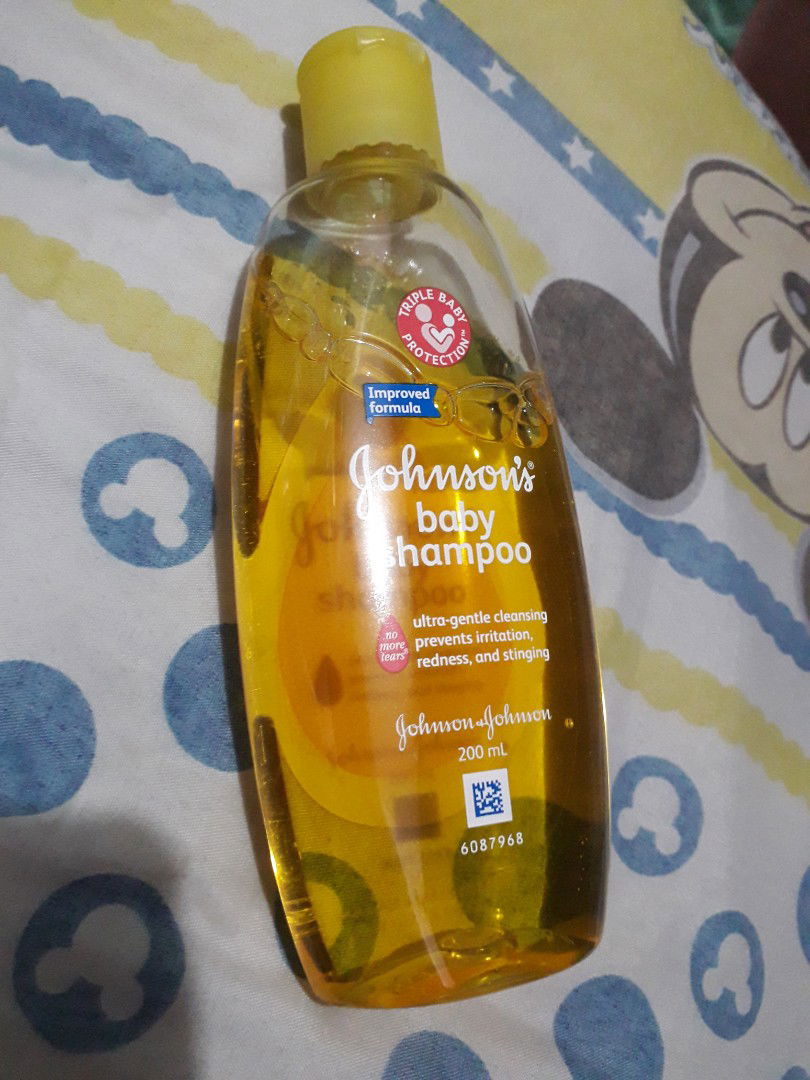 TRIPLE BABY
PROTECTION™
Improved
formula
Johnson's®
baby
shampoo
no
more
tears®
ultra-gentle cleansing
prevents irritation,
redness, and stinging
Johnson & Johnson
200 mL
6087968